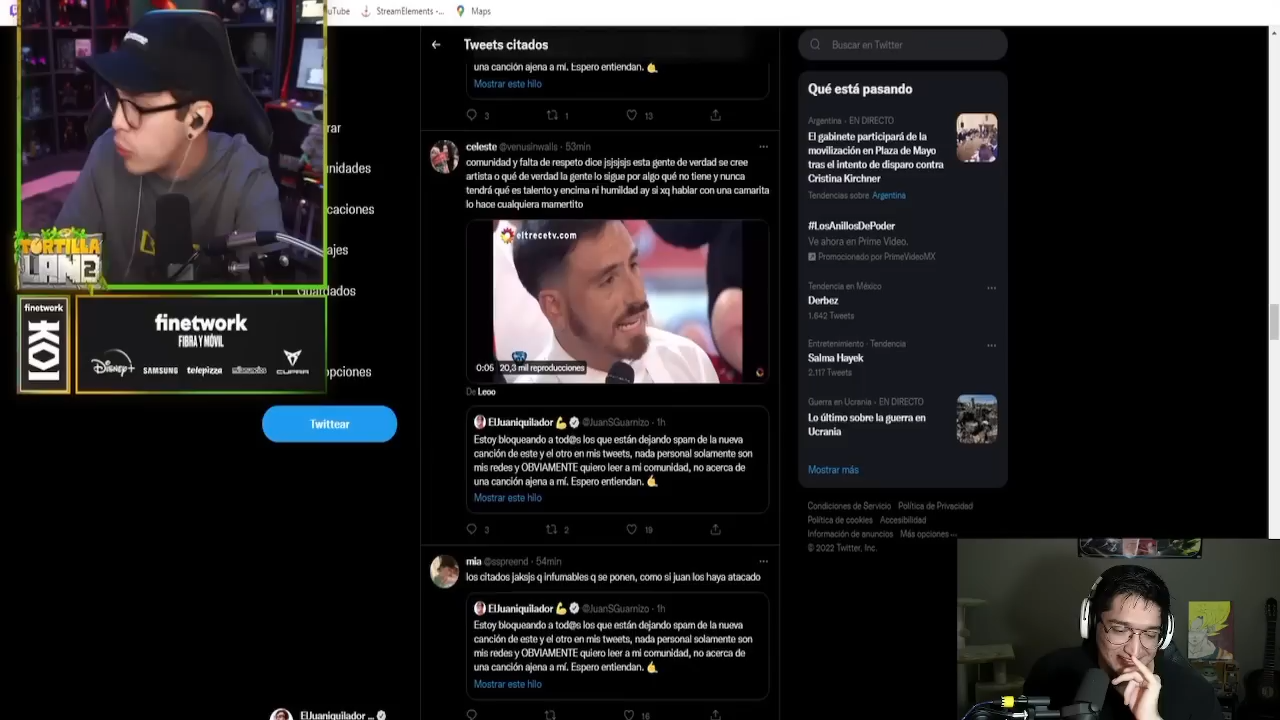 uTube
StreamElements -...
Maps
Tweets citados
una canción ajena a mí. Espero entiendan.
Mostrar este hilo
3
1
13
celeste @venusinwalls · 53min
comunidad y falta de respeto dice jsjsjsjs esta gente de verdad se cree
artista o qué de verdad la gente lo sigue por algo qué no tiene y nunca
tendrá qué es talento y encima ni humildad ay si xq hablar con una camarita
lo hace cualquiera mamertito
eltrecetv.com
0:05
20,3 mil reproducciones
De Leoo
ElJuaniquilador @JuanSGuarnizo · 1h
Estoy bloqueando a tod@s los que están dejando spam de la nueva
canción de este y el otro en mis tweets, nada personal solamente son
mis redes y OBVIAMENTE quiero leer a mi comunidad, no acerca de
una canción ajena a mí. Espero entiendan.
Mostrar este hilo
3
2
19
mia @sspreend · 54min
los citados jaksjs q infumables q se ponen, como si juan los haya atacado
ElJuaniquilador @JuanSGuarnizo · 1h
Estoy bloqueando a tod@s los que están dejando spam de la nueva
canción de este y el otro en mis tweets, nada personal solamente son
mis redes y OBVIAMENTE quiero leer a mi comunidad, no acerca de
una canción ajena a mí. Espero entiendan.
Mostrar este hilo
16
Buscar en Twitter
Qué está pasando
Argentina · EN DIRECTO
El gabinete participará de la
movilización en Plaza de Mayo
tras el intento de disparo contra
Cristina Kirchner
Tendencias sobre Argentina
#LosAnillosDePoder
Ve ahora en Prime Video.
Promocionado por PrimeVideoMX
Tendencia en México
Derbez
1.642 Tweets
Entretenimiento · Tendencia
Salma Hayek
2.117 Tweets
Guerra en Ucrania · EN DIRECTO
Lo último sobre la guerra en
Ucrania
Mostrar más
Condiciones de Servicio Política de Privacidad
Política de cookies Accesibilidad
Información de anuncios Más opciones ...
© 2022 Twitter, Inc.
rar
nidades
caciones
ajes
Guardados
opciones
Twittear
ElJuaniquilador ...
TORTILLA
LAND2
finetwork
KOI
finetwork
FIBRA Y MÓVIL
Disney+
SAMSUNG
telepizza
CUPRA